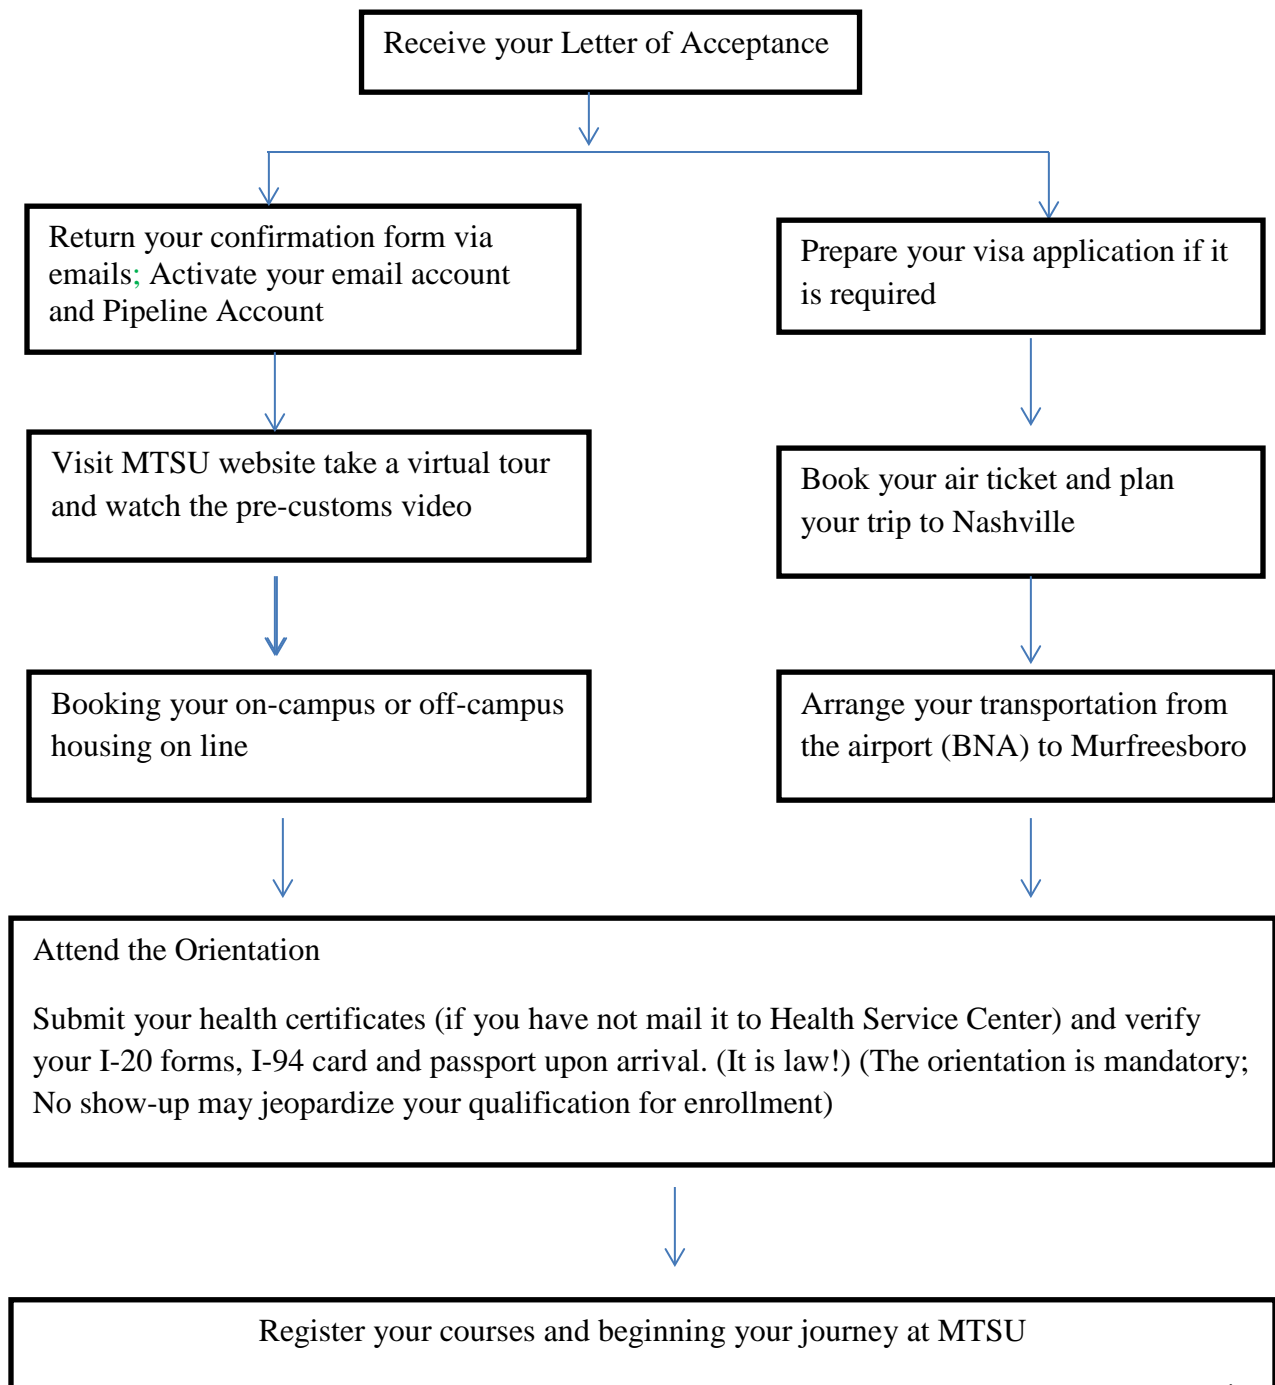 Receive your Letter of Acceptance
Return your confirmation form via
emails; Activate your email account
and Pipeline Account
Prepare your visa application if it
is required
Visit MTSU website take a virtual tour
and watch the pre-customs video
Book your air ticket and plan
your trip to Nashville
Booking your on-campus or off-campus
housing on line
Arrange your transportation from
the airport (BNA) to Murfreesboro
Attend the Orientation
Submit your health certificates (if you have not mail it to Health Service Center) and verify
your I-20 forms, I-94 card and passport upon arrival. (It is law!) (The orientation is mandatory;
No show-up may jeopardize your qualification for enrollment)
Register your courses and beginning your journey at MTSU